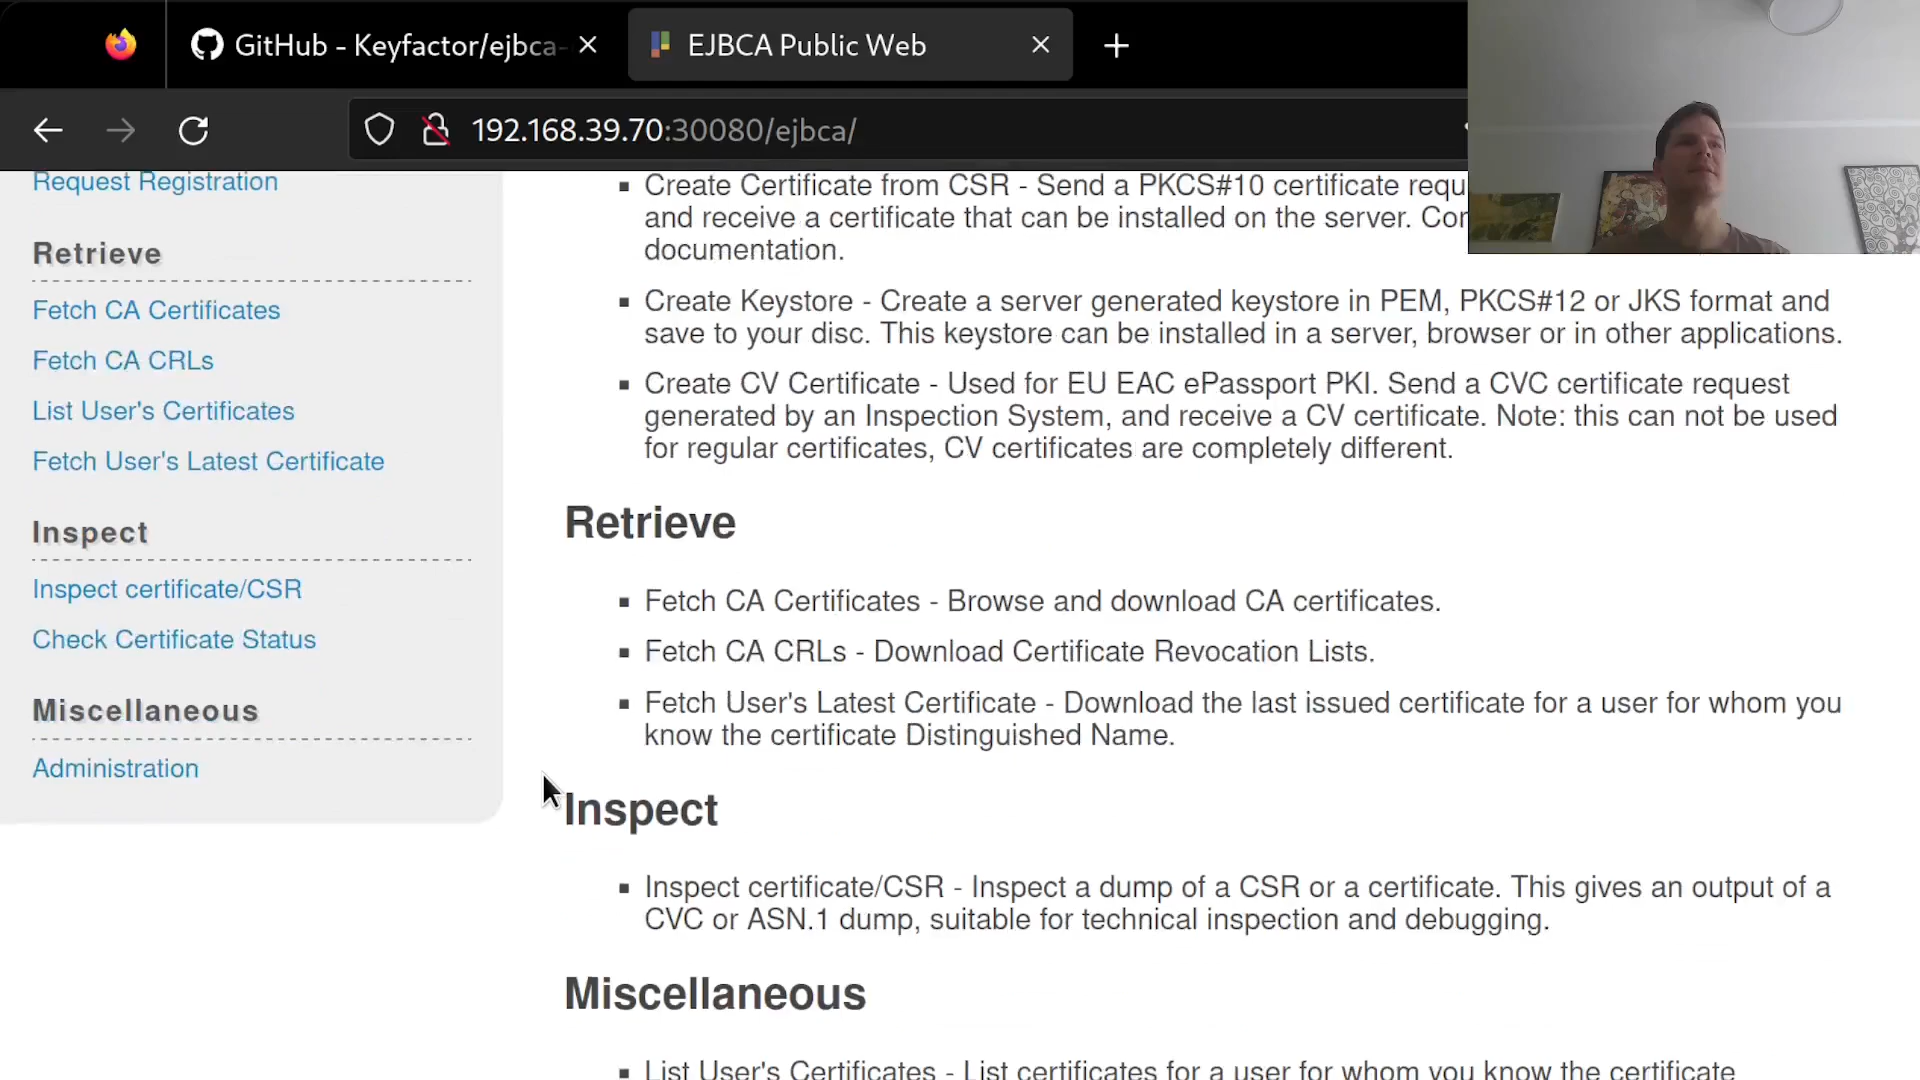 GitHub - Keyfactor/ejbca-
EJBCA Public Web
192.168.39.70:30080/ejbca/
Request Registration
Retrieve
Fetch CA Certificates
Fetch CA CRLs
List User's Certificates
Fetch User's Latest Certificate
Inspect
Inspect certificate/CSR
Check Certificate Status
Miscellaneous
Administration
Create Certificate from CSR - Send a PKCS#10 certificate requ
and receive a certificate that can be installed on the server. Co
documentation.
Create Keystore - Create a server generated keystore in PEM, PKCS#12 or JKS format and
save to your disc. This keystore can be installed in a server, browser or in other applications.
Create CV Certificate - Used for EU EAC ePassport PKI. Send a CVC certificate request
generated by an Inspection System, and receive a CV certificate. Note: this can not be used
for regular certificates, CV certificates are completely different.
Retrieve
Fetch CA Certificates - Browse and download CA certificates.
Fetch CA CRLs - Download Certificate Revocation Lists.
Fetch User's Latest Certificate - Download the last issued certificate for a user for whom you
know the certificate Distinguished Name.
Inspect
Inspect certificate/CSR - Inspect a dump of a CSR or a certificate. This gives an output of a
CVC or ASN.1 dump, suitable for technical inspection and debugging.
Miscellaneous
List User's Certificates - List certificates for a user for whom you know the certificate